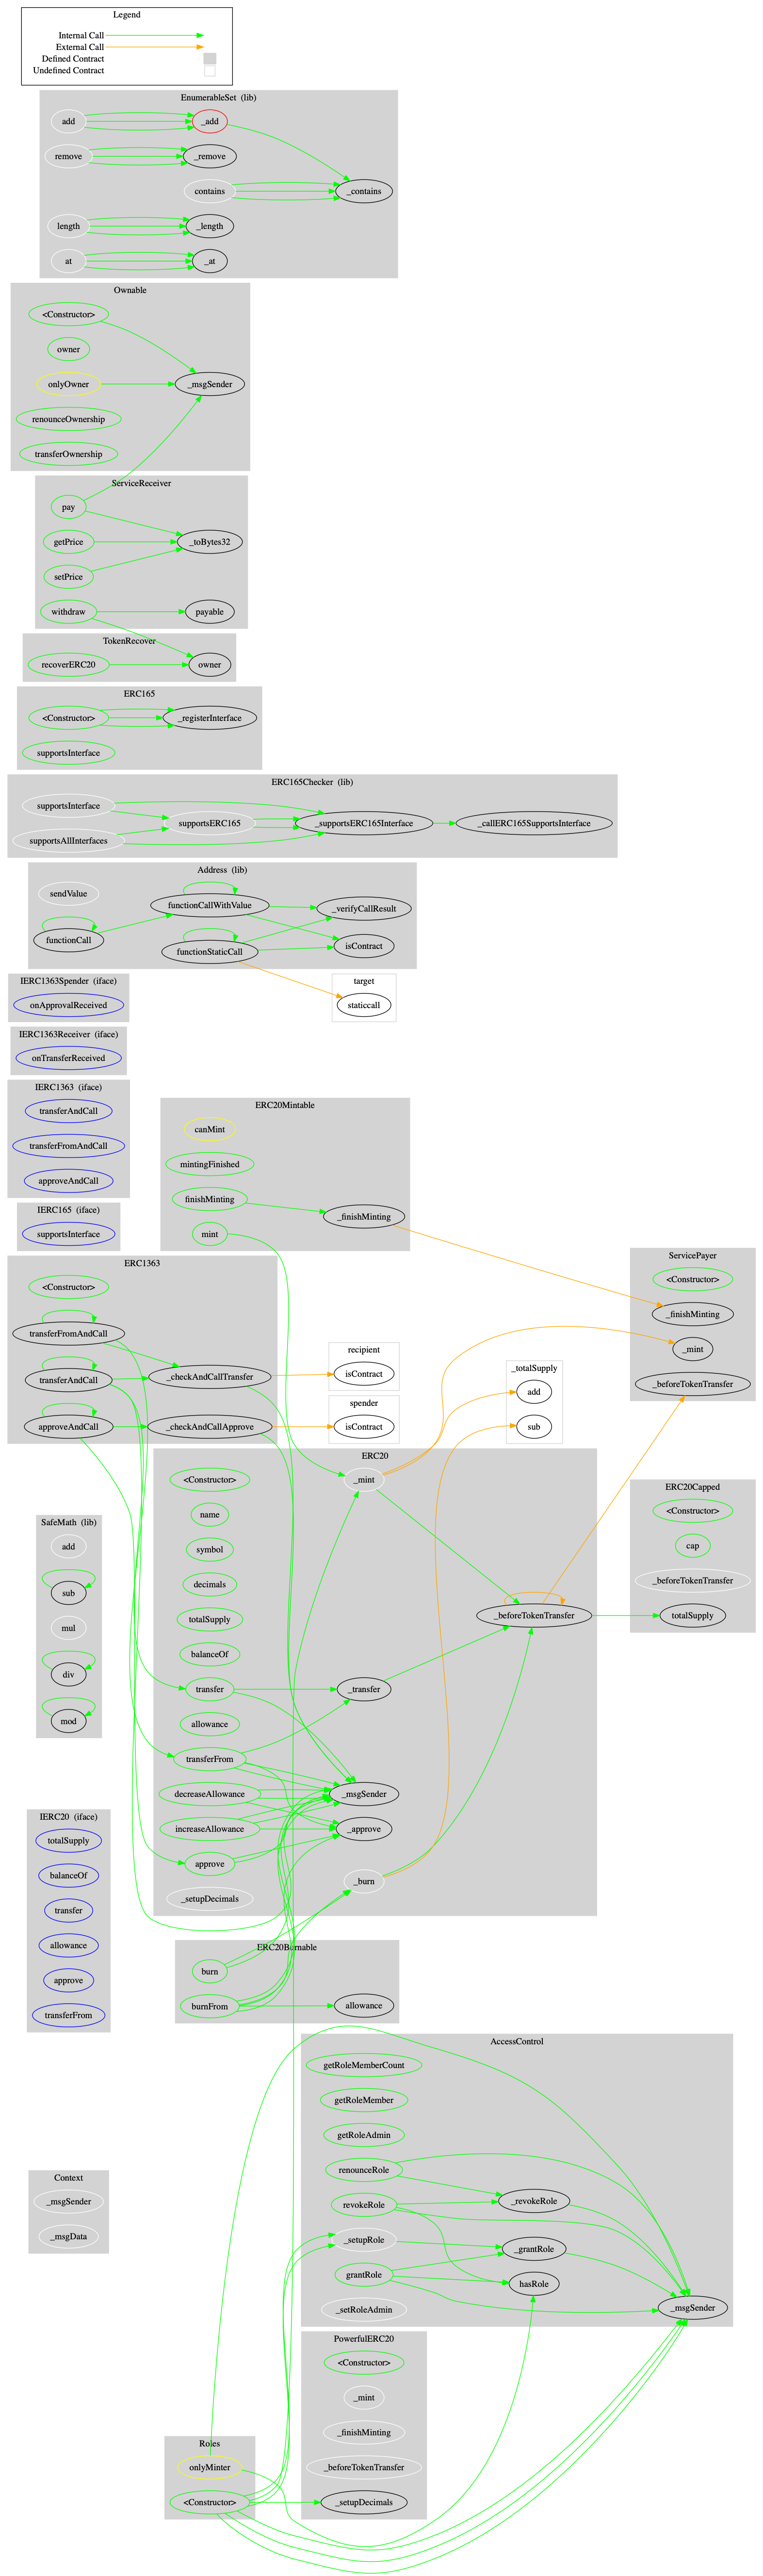 Legend
Internal Call
External Call
Defined Contract
Undefined Contract
EnumerableSet (lib)
add
_add
remove
_remove
contains
_contains
length
_length
at
_at
Ownable
<Constructor>
owner
onlyOwner
_msgSender
renounceOwnership
transferOwnership
ServiceReceiver
pay
getPrice
_toBytes32
setPrice
withdraw
payable
TokenRecover
recoverERC20
owner
ERC165
<Constructor>
_registerInterface
supportsInterface
ERC165Checker (lib)
supportsInterface
supportsERC165
_supportsERC165Interface
_callERC165SupportsInterface
supportsAllInterfaces
Address (lib)
sendValue
functionCallWithValue
_verifyCallResult
functionCall
functionStaticCall
isContract
IERC1363Spender (iface)
onApprovalReceived
target
staticcall
IERC1363Receiver (iface)
onTransferReceived
IERC1363 (iface)
transferAndCall
transferFromAndCall
approveAndCall
ERC20Mintable
canMint
mintingFinished
finishMinting
_finishMinting
mint
IERC165 (iface)
supportsInterface
ServicePayer
<Constructor>
_finishMinting
_mint
_beforeTokenTransfer
ERC1363
<Constructor>
transferFromAndCall
transferAndCall
_checkAndCallTransfer
approveAndCall
_checkAndCallApprove
recipient
isContract
spender
isContract
_totalSupply
add
sub
ERC20
<Constructor>
_mint
name
symbol
decimals
totalSupply
_beforeTokenTransfer
balanceOf
transfer
_transfer
allowance
transferFrom
decreaseAllowance
_msgSender
increaseAllowance
_approve
approve
_burn
_setupDecimals
ERC20Capped
<Constructor>
cap
_beforeTokenTransfer
totalSupply
SafeMath (lib)
add
sub
mul
div
mod
IERC20 (iface)
totalSupply
balanceOf
transfer
allowance
approve
transferFrom
ERC20Burnable
burn
burnFrom
allowance
AccessControl
getRoleMemberCount
getRoleMember
getRoleAdmin
renounceRole
revokeRole
_revokeRole
_setupRole
_grantRole
grantRole
hasRole
_setRoleAdmin
_msgSender
Context
_msgSender
_msgData
PowerfulERC20
<Constructor>
_mint
_finishMinting
_beforeTokenTransfer
_setupDecimals
Roles
onlyMinter
<Constructor>